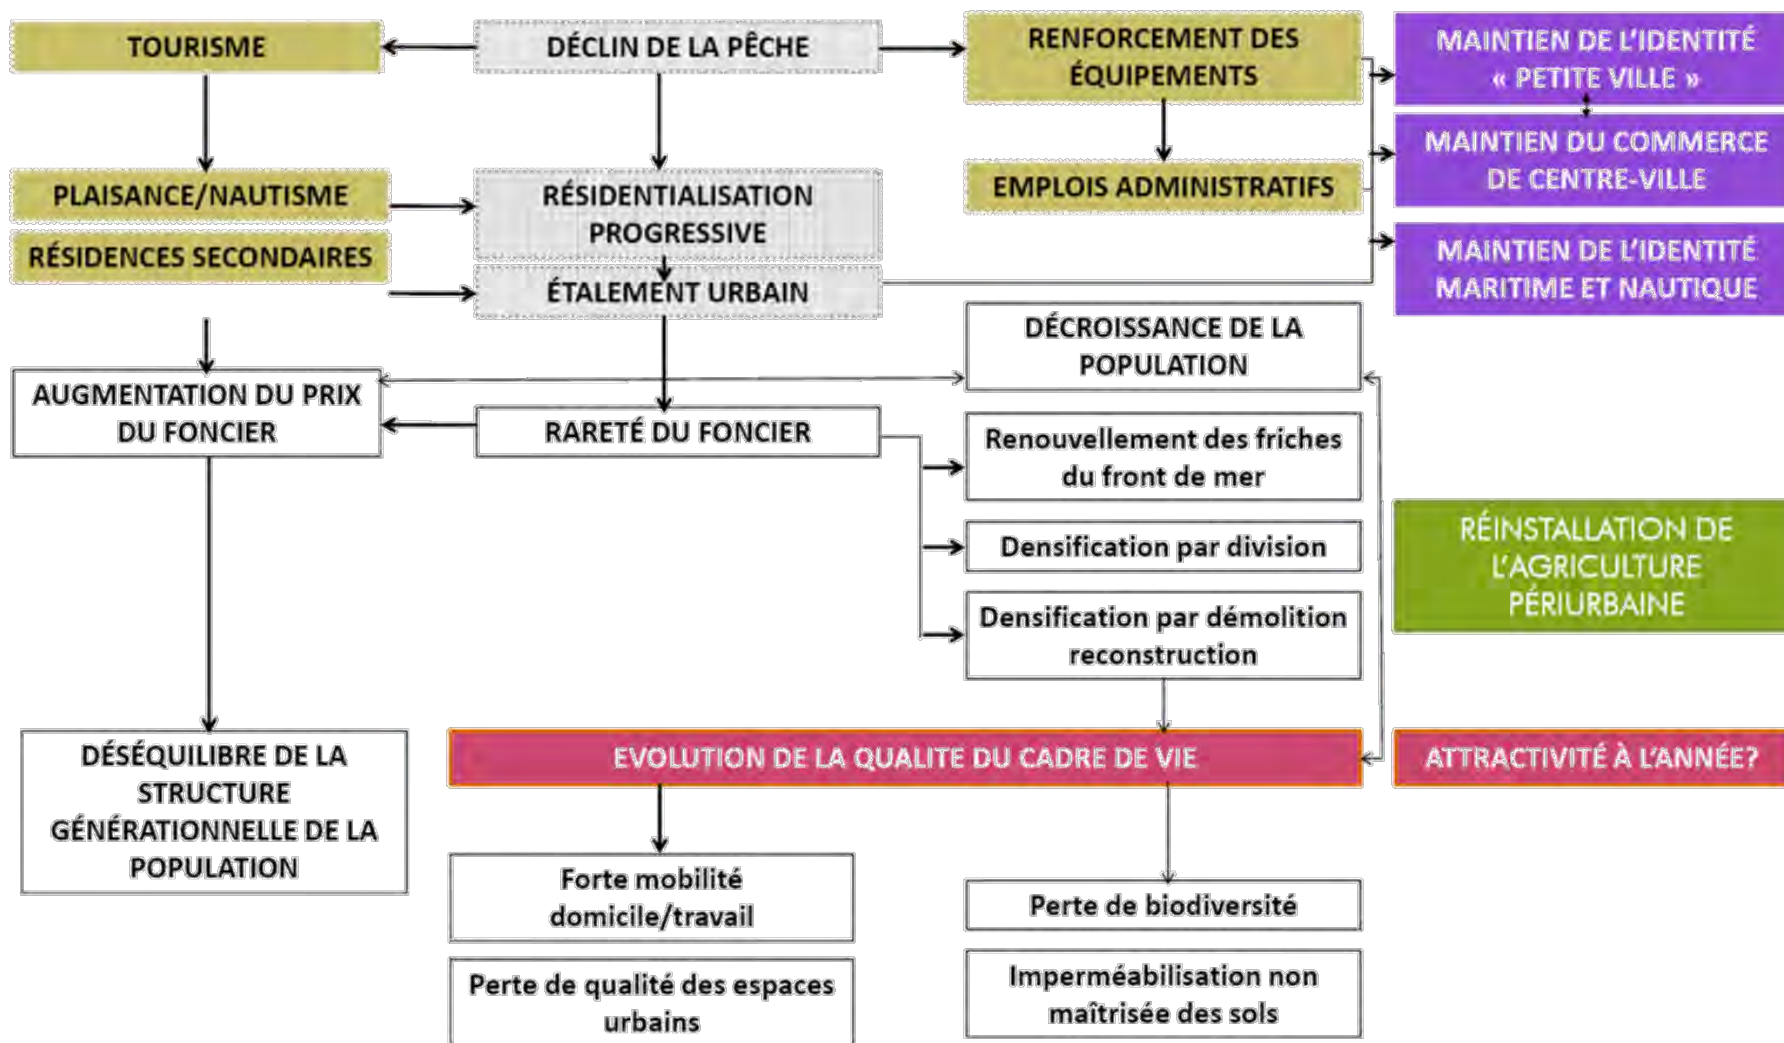 TOURISME
DÉCLIN DE LA PÊCHE
RENFORCEMENT DES
ÉQUIPEMENTS
MAINTIEN DE L'IDENTITÉ
« PETITE VILLE »
MAINTIEN DU COMMERCE
DE CENTRE-VILLE
PLAISANCE/NAUTISME
RÉSIDENTIALISATION
PROGRESSIVE
EMPLOIS ADMINISTRATIFS
RÉSIDENCES SECONDAIRES
ÉTALEMENT URBAIN
MAINTIEN DE L'IDENTITÉ
MARITIME ET NAUTIQUE
DÉCROISSANCE DE LA
POPULATION
AUGMENTATION DU PRIX
DU FONCIER
RARETÉ DU FONCIER
Renouvellement des friches
du front de mer
Densification par division
Densification par démolition
reconstruction
RÉINSTALLATION DE
L'AGRICULTURE
PÉRIURBAINE
DÉSÉQUILIBRE DE LA
STRUCTURE
GÉNÉRATIONNELLE DE LA
POPULATION
EVOLUTION DE LA QUALITE DU CADRE DE VIE
ATTRACTIVITÉ À L'ANNÉE?
Forte mobilité
domicile/travail
Perte de biodiversité
Perte de qualité des espaces
urbains
Imperméabilisation non
maîtrisée des sols